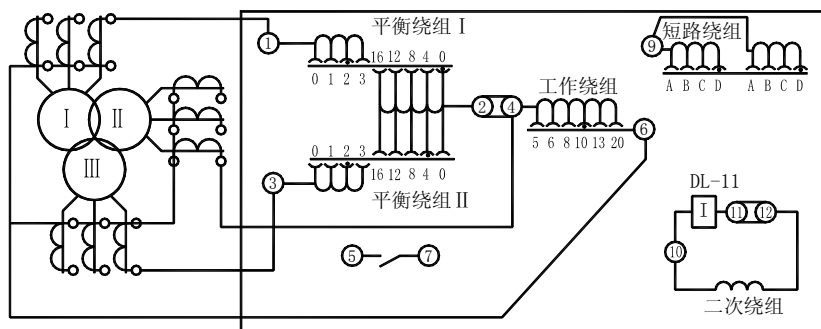 平衡绕组Ⅰ
短路绕组
①
⑨
16 12 8 4 0
0 1 2 3
A B C D
A B C D
工作绕组
Ⅰ
Ⅱ
②
④
⑥
5 6 8 10 13 20
0 1 2 3
Ⅲ
③
16 12 8 4 0
平衡绕组Ⅱ
DL-11
I
⑪
⑫
⑤
⑦
⑩
二次绕组